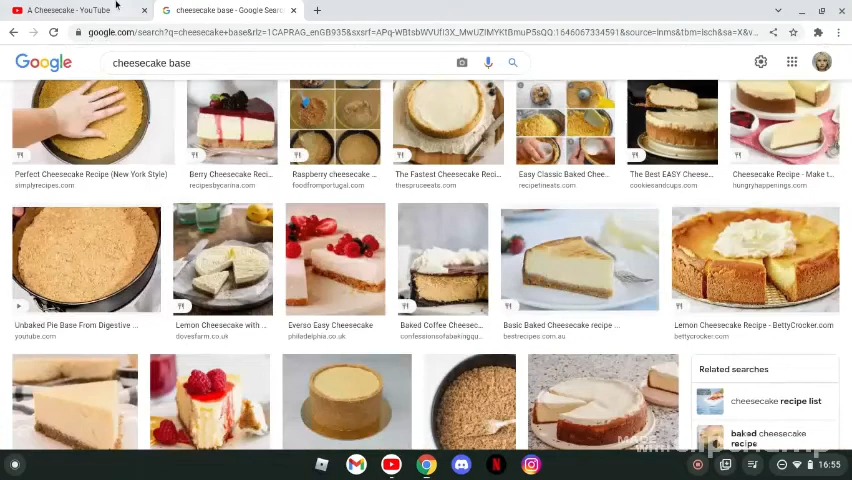 A Cheesecake - YouTube
cheesecake base - Google Searc
google.com/search?q=cheesecake+base&rlz=1CAPRAG_enGB935&sxsrf=APq-WBtsbWVUfi3X_MwUZIMYKtBmuP5sQQ:1646067334591&source=lnms&tbm=isch&sa=X&v
Google
cheesecake base
Perfect Cheesecake Recipe (New York Style)
simplyrecipes.com
Berry Cheesecake Reci...
recipesbycarina.com
Raspberry cheesecake ...
foodfromportugal.com
The Fastest Cheesecake Reci...
thespruceeats.com
Easy Classic Baked Chee...
recipetineats.com
The Best EASY Cheese...
cookiesandcups.com
Cheesecake Recipe - Make t...
hungryhappenings.com
Unbaked Pie Base From Digestive ...
youtube.com
Lemon Cheesecake with ...
dovesfarm.co.uk
Everso Easy Cheesecake
philadelphia.co.uk
Baked Coffee Cheesec...
confessionsofabakingqu...
Basic Baked Cheesecake recipe ...
bestrecipes.com.au
Lemon Cheesecake Recipe - BettyCrocker.com
bettycrocker.com
Related searches
cheesecake recipe list
baked cheesecake
recipe
16:55